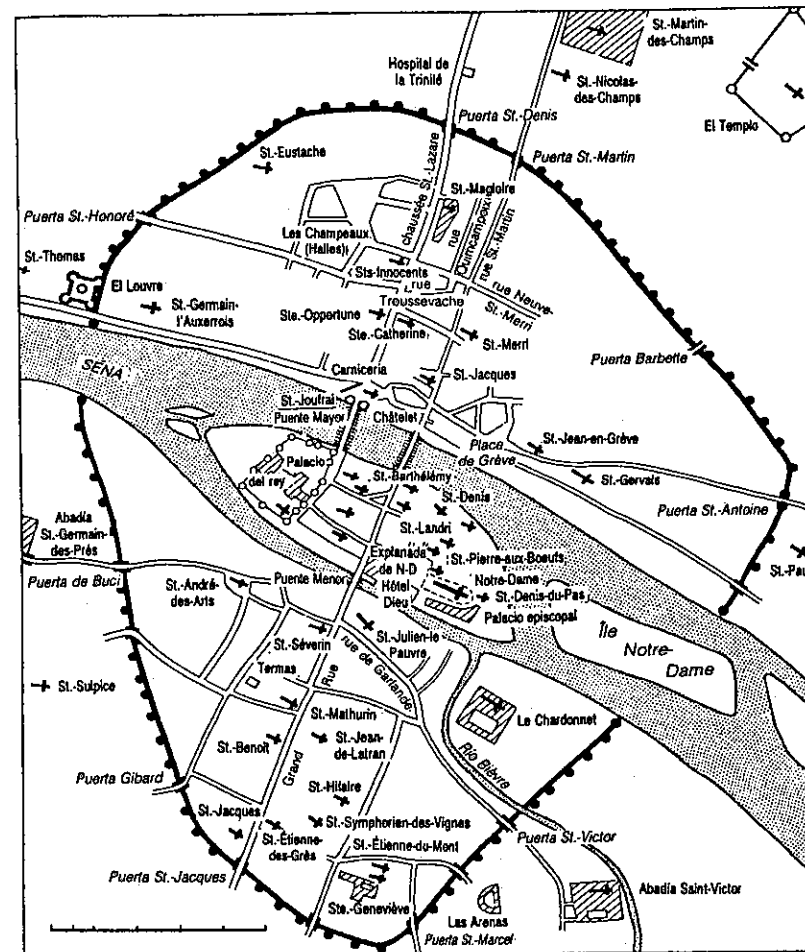 St.-Martin-
des-Champs
Hospital de
la Trinilé
St.-Nicolas-
des-Champs
El Templo
Puerta St.-Denis
Puerta St.-Martin
St.-Eustache
chaussée St.-Lazare
St.-Magloire
Puerta St.-Honoré
rue
Quincampoix
rue St.-Martin
Les Champeaux
(Halles)
St.-Thomas
Sts-Innocents
rue
Troussevache
rue Neuve-
St.-Merri
El Louvre
St.-Germain-
l'Auxerrois
Ste.-Opportune
Ste.-Catherine
St.-Merri
Puerta Barbette
Carnicería
SENA
St.-Jacques
St.-Joufrai
Puente Mayor
Châtelet
Place
de Grève
St.-Jean-en-Grève
St.-Gervais
Palacio
del rey
St.-Barthélémy
St.-Denis
Puerta St.-Antoine
St.-Landri
Abadía
St.-Germain-
des-Prés
Explanada
de N-D
St.-Pierre-aux-Boeufs
St.-Pau
Puerta de Buci
St.-André-
des-Arts
Puente Menor
Hôtel
Dieu
Notre-Dame
St.-Denis-du-Pas
Palacio episcopal
Île
Notre-
Dame
St.-Julien-le
Pauvre
St.-Séverin
rue de Garlande
Termas
Rue
St.-Sulpice
St.-Mathurin
Le Chardonnet
St.-Benoît
St.-Jean-
de-Latran
Río Bièvre
Grand
Puerta Gibard
St.-Hilaire
St.-Jacques
St.-Symphorien-des-Vignes
St.-Étienne-
des-Grès
St.-Étienne-du-Mont
Puerta St.-Victor
Puerta St.-Jacques
Abadía Saint-Victor
Ste.-Geneviève
Las Arenas
Puerta St.-Marcel